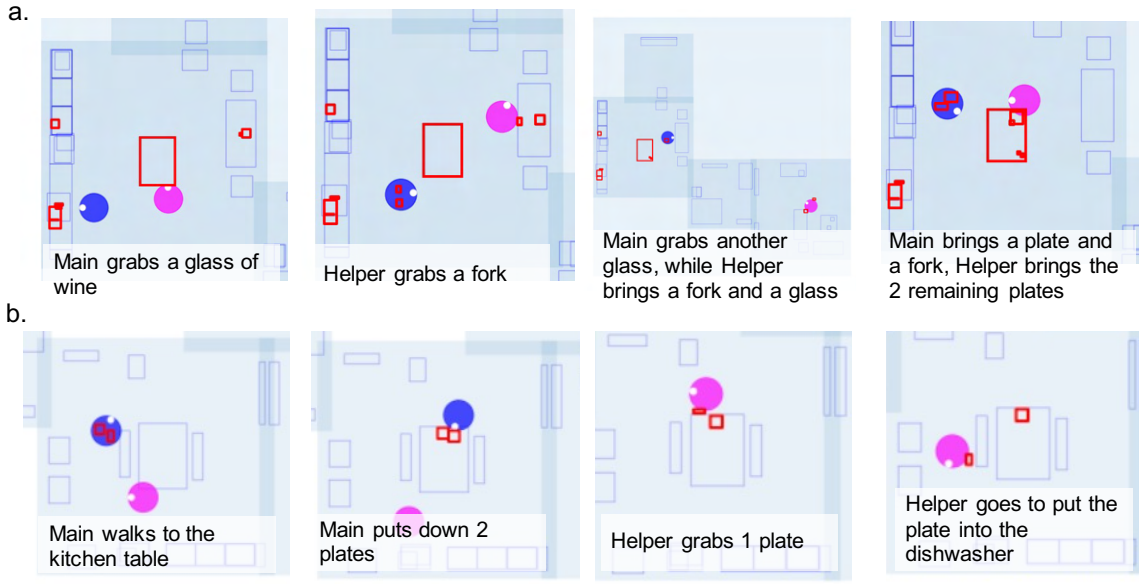 a.
Main grabs a glass of
wine
Helper grabs a fork
Main grabs another
glass, while Helper
brings a fork and a glass
Main brings a plate and
a fork, Helper brings the
2 remaining plates
b.
Main walks to the
kitchen table
Main puts down 2
plates
Helper grabs 1 plate
Helper goes to put the
plate into the
dishwasher